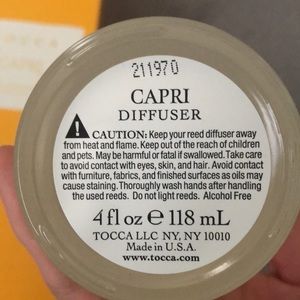 211970
CAPRI
DIFFUSER
CAUTION: Keep your reed diffuser away
from heat and flame. Keep out of the reach of children
and pets. May be harmful or fatal if swallowed. Take care
to avoid contact with eyes, skin, and hair. Avoid contact
with furniture, fabrics, and finished surfaces as oils may
cause staining. Thoroughly wash hands after handling
the used reeds. Do not light reeds. Alcohol Free
4 fl oz ℮ 118 mL
TOCCA LLC NY, NY 10010
Made in U.S.A.
www.tocca.com